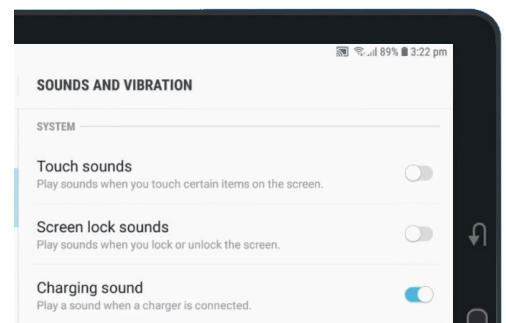 89% 3:22 pm
SOUNDS AND VIBRATION
SYSTEM
Touch sounds
Play sounds when you touch certain items on the screen.
Screen lock sounds
Play sounds when you lock or unlock the screen.
Charging sound
Play a sound when a charger is connected.